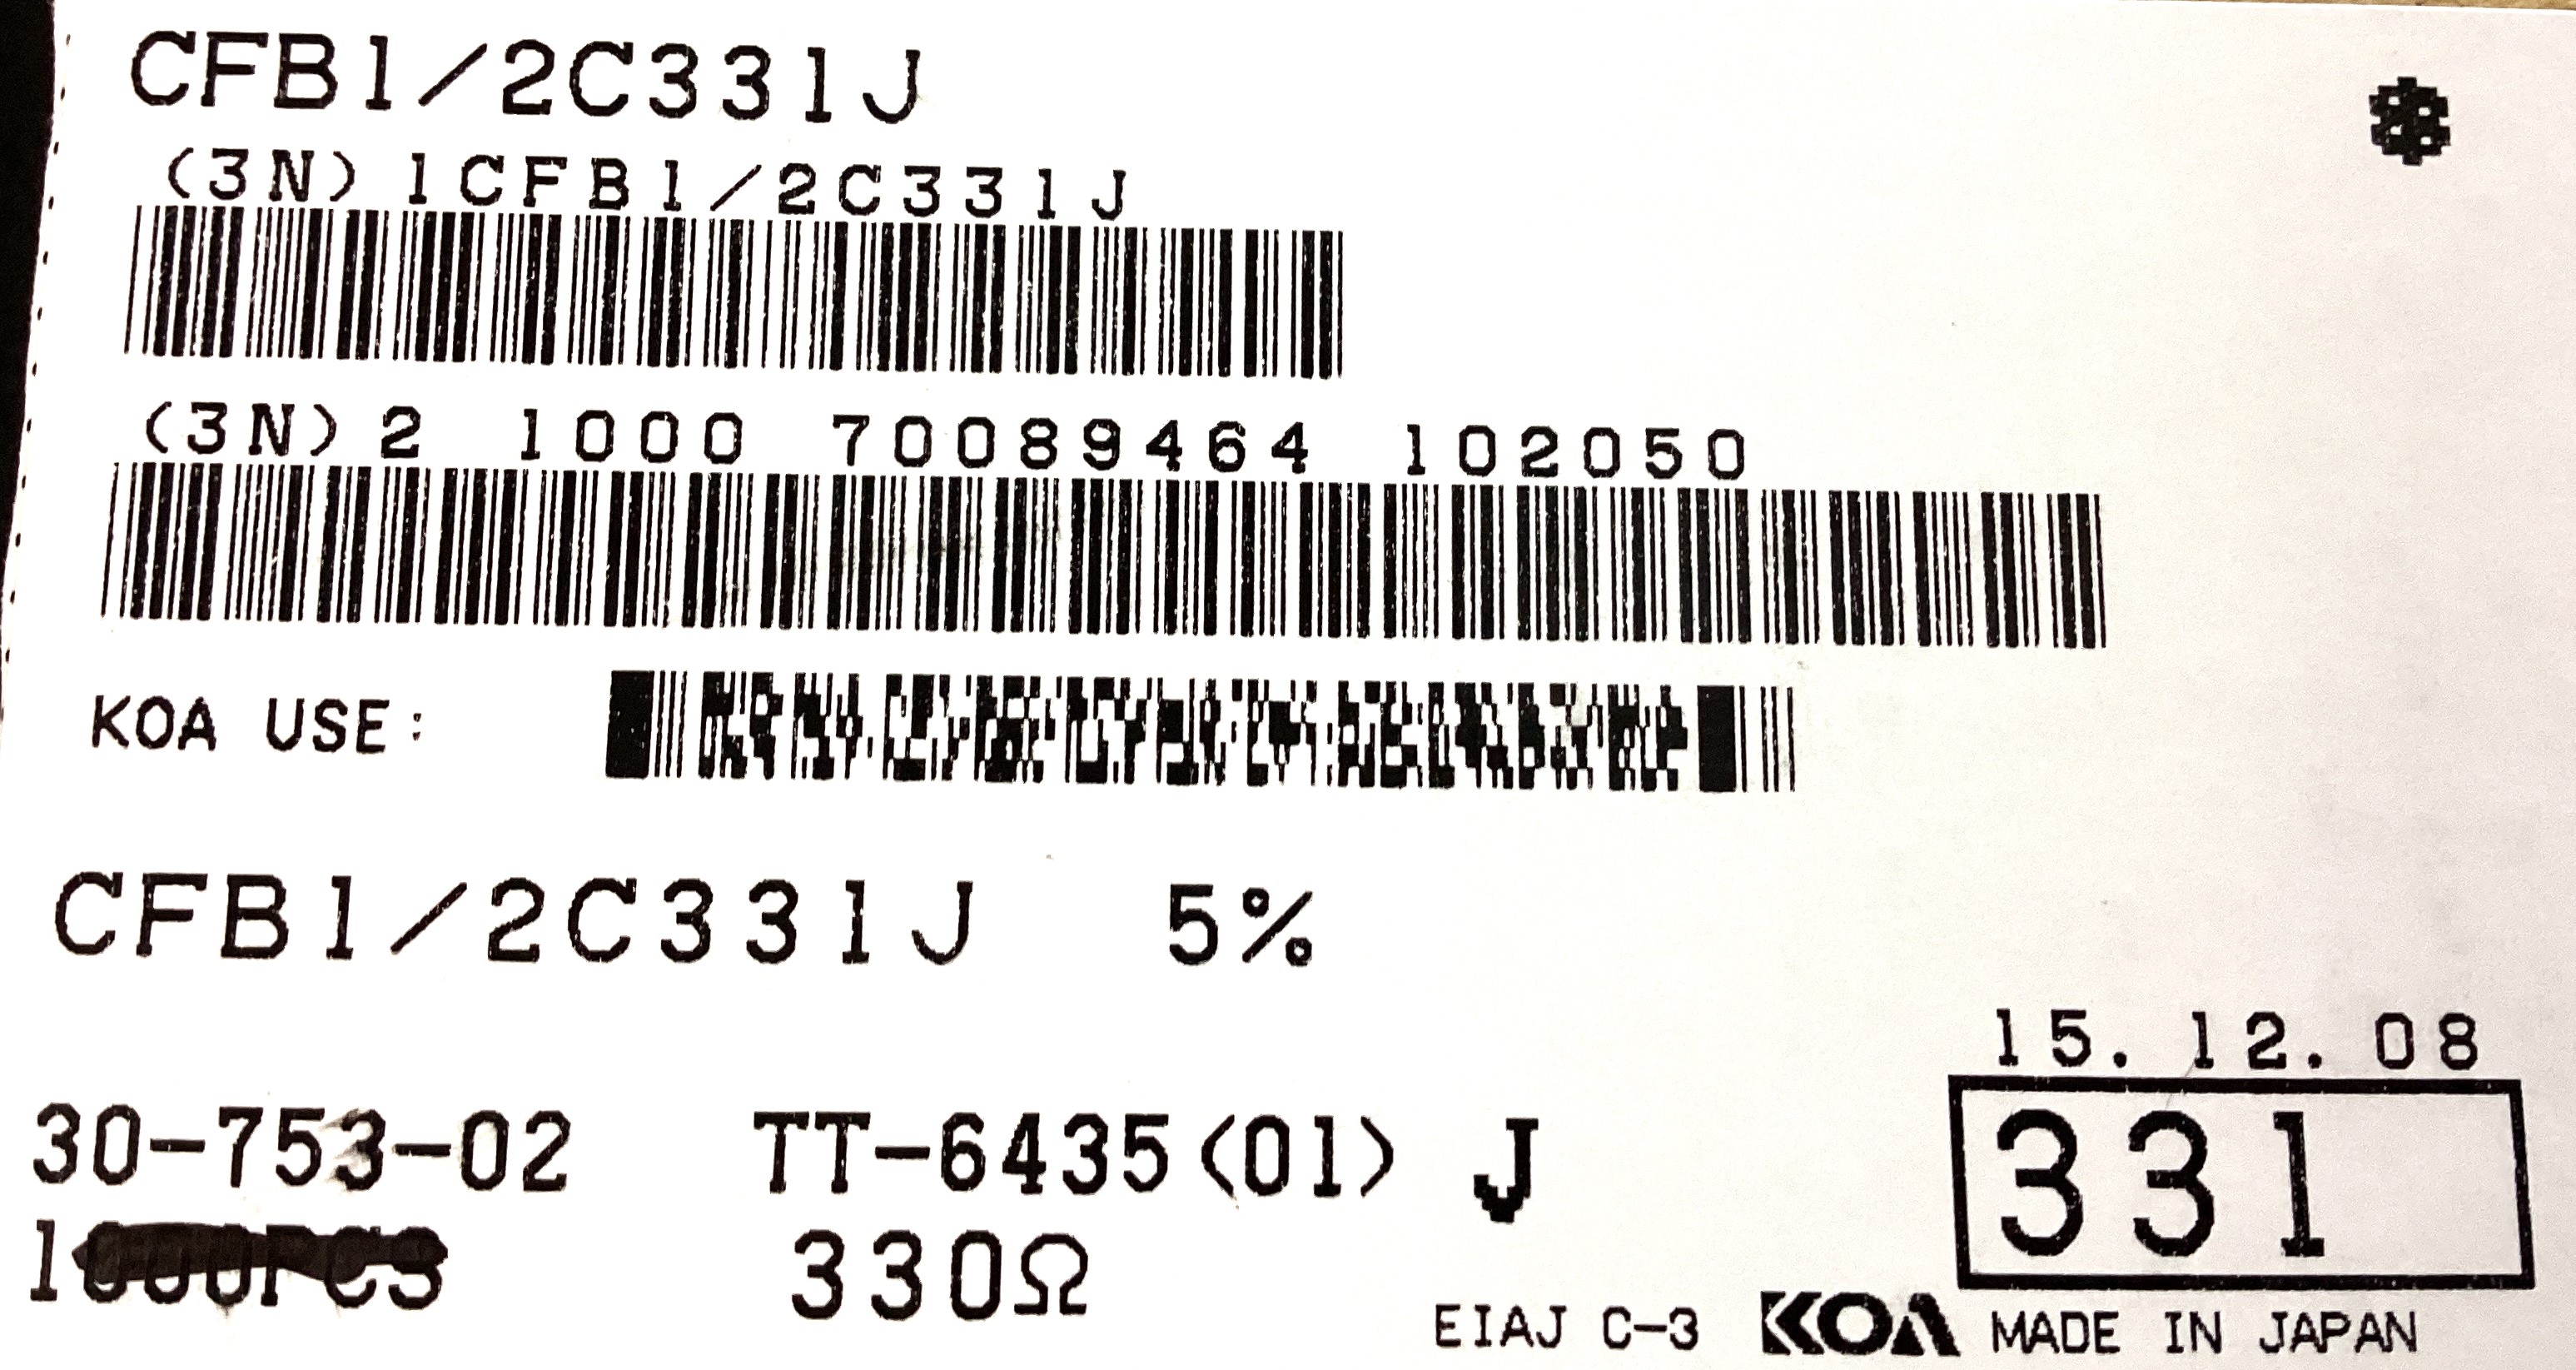 CFB1/2C331J
*
(3N)1CFB1/2C331J
(3N)2 1000 70089464 102050
KOA USE:
CFB1/2C331J 5%
15.12.08
30-753-02 TT-6435(01) J
331
330Ω
EIAJ C-3 KOA MADE IN JAPAN